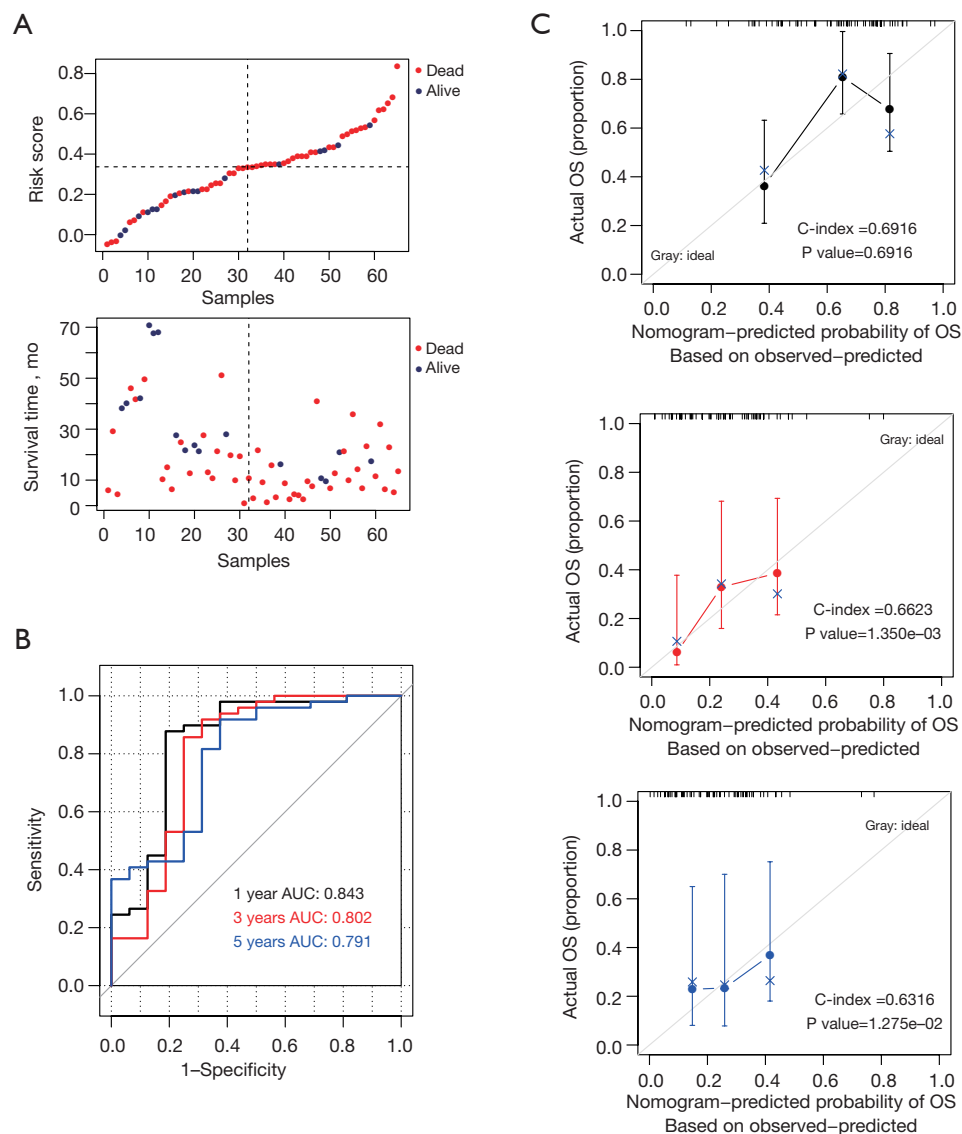 A
0.8
0.6
0.4
0.2
0.0
Risk score
0 10 20 30 40 50 60
Samples
Dead
Alive
70
50
30
10
0
Survival time , mo
0 10 20 30 40 50 60
Samples
Dead
Alive
B
1.0
0.8
0.6
0.4
0.2
0.0
Sensitivity
1 year AUC: 0.843
3 years AUC: 0.802
5 years AUC: 0.791
0.0 0.2 0.4 0.6 0.8 1.0
1–Specificity
C
1.0
0.8
0.6
0.4
0.2
0.0
Actual OS (proportion)
C-index =0.6916
P value=0.6916
Gray: ideal
0.0 0.2 0.4 0.6 0.8 1.0
Nomogram–predicted probability of OS
Based on observed–predicted
1.0
0.8
0.6
0.4
0.2
0.0
Actual OS (proportion)
Gray: ideal
C-index =0.6623
P value=1.350e–03
0.0 0.2 0.4 0.6 0.8 1.0
Nomogram–predicted probability of OS
Based on observed–predicted
1.0
0.8
0.6
0.4
0.2
0.0
Actual OS (proportion)
Gray: ideal
C-index =0.6316
P value=1.275e–02
0.0 0.2 0.4 0.6 0.8 1.0
Nomogram–predicted probability of OS
Based on observed–predicted